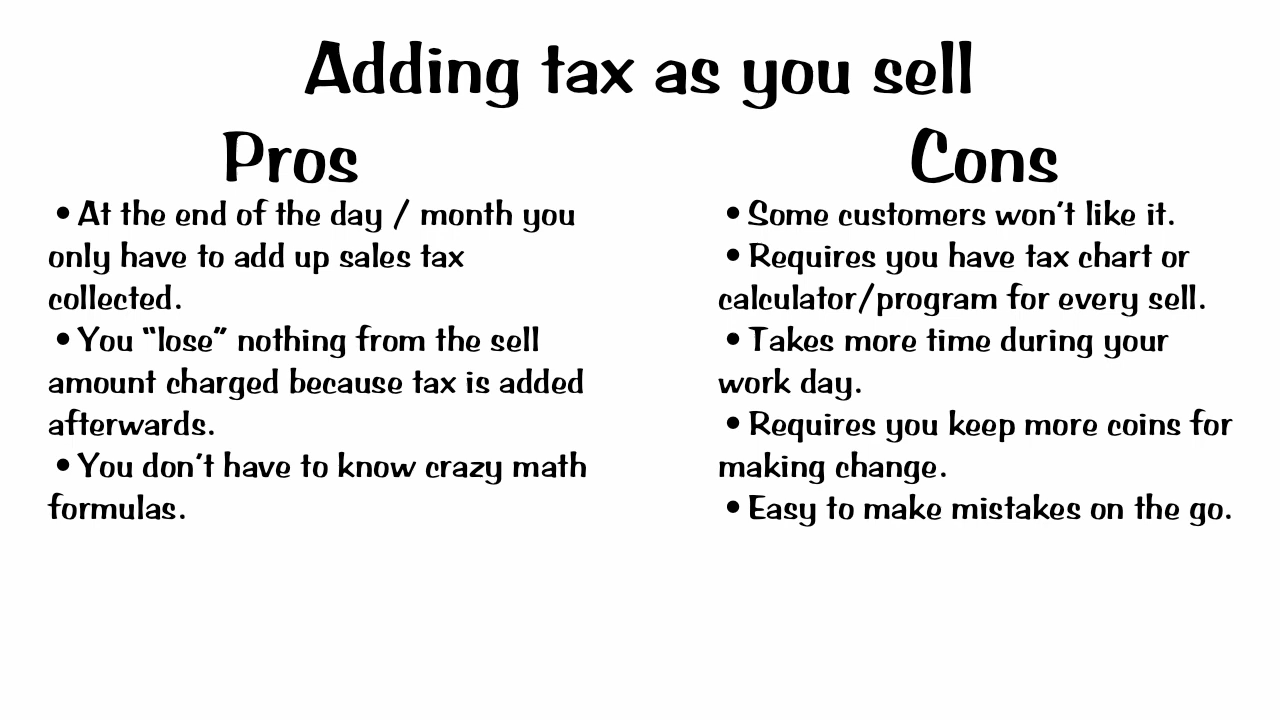 Adding tax as you sell
Pros
• At the end of the day / month you
only have to add up sales tax
collected.
• You “lose” nothing from the sell
amount charged because tax is added
afterwards.
• You don’t have to know crazy math
formulas.
Cons
• Some customers won’t like it.
• Requires you have tax chart or
calculator/program for every sell.
• Takes more time during your
work day.
• Requires you keep more coins for
making change.
• Easy to make mistakes on the go.